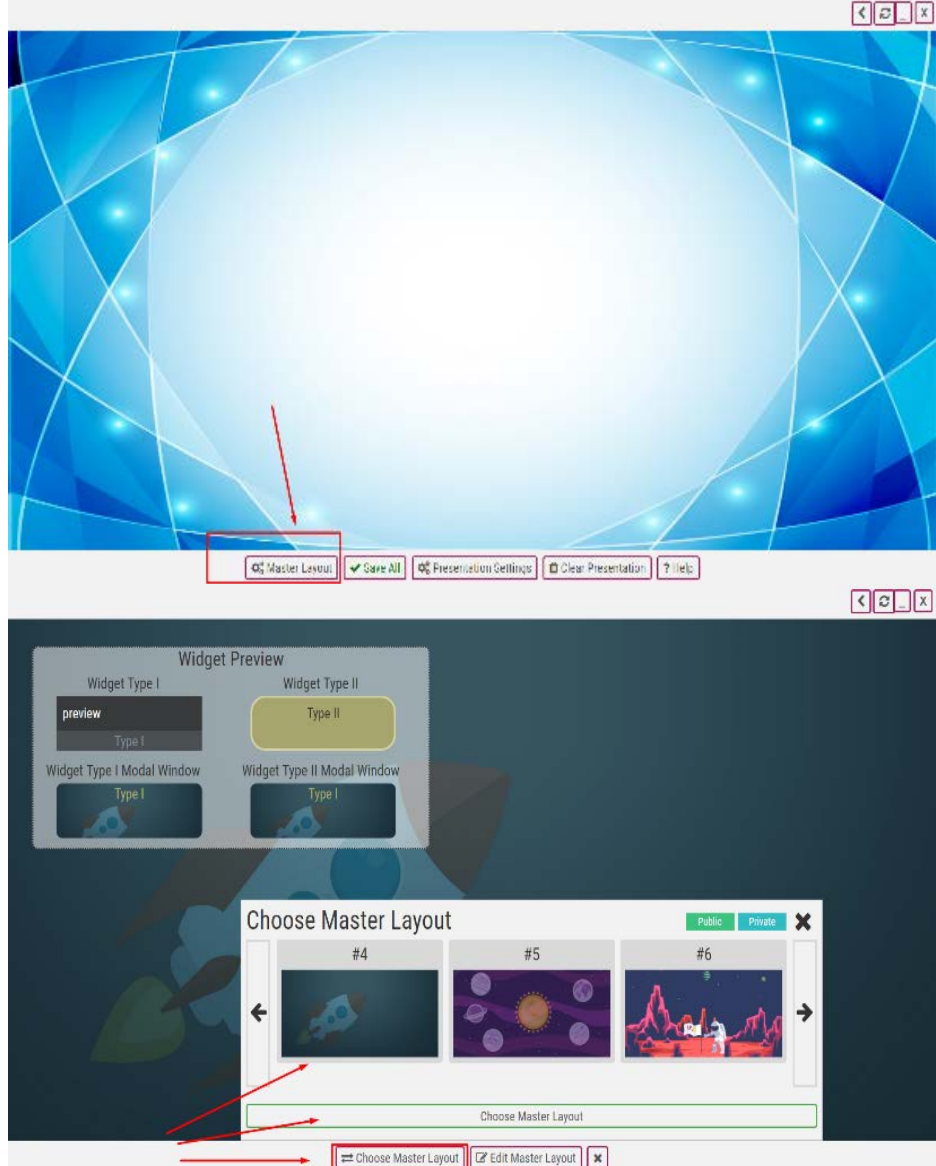 X
Master Layout Save All Presentation Settings Clear Presentation ? Help
X
Widget Preview
Widget Type I Widget Type II
preview
Type I
Type II
Widget Type I Modal Window Widget Type II Modal Window
Type I Type I
Choose Master Layout Public Private
#4 #5 #6
Choose Master Layout
Choose Master Layout Edit Master Layout